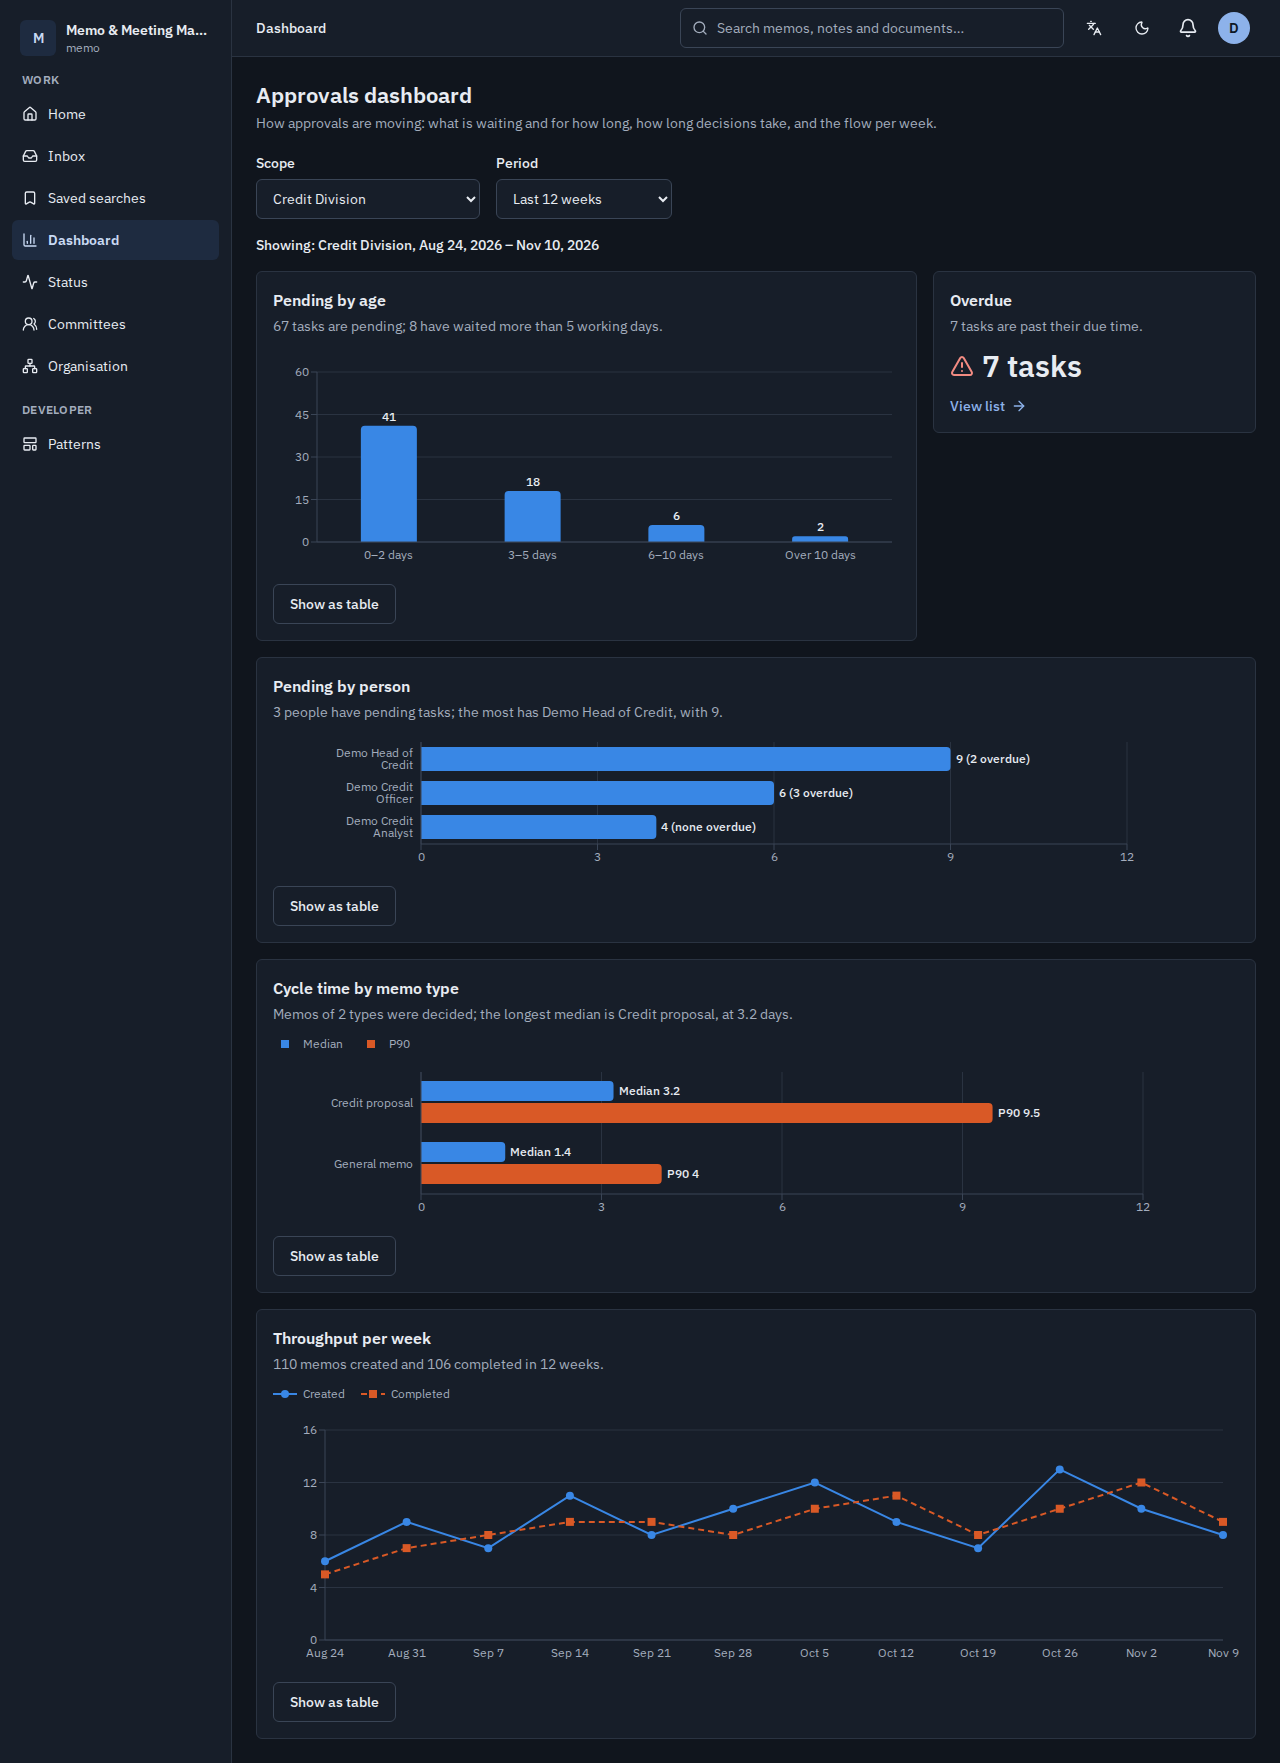 M
Memo & Meeting Ma...
memo
WORK
Home
Inbox
Saved searches
Dashboard
Status
Committees
Organisation
DEVELOPER
Patterns
Dashboard
Search memos, notes and documents...
D
Approvals dashboard
How approvals are moving: what is waiting and for how long, how long decisions take, and the flow per week.
Scope
Period
Credit Division
Last 12 weeks
Showing: Credit Division, Aug 24, 2026 – Nov 10, 2026
Pending by age
67 tasks are pending; 8 have waited more than 5 working days.
60
45
30
15
0
41
18
6
2
0–2 days
3–5 days
6–10 days
Over 10 days
Show as table
Overdue
7 tasks are past their due time.
7 tasks
View list
Pending by person
3 people have pending tasks; the most has Demo Head of Credit, with 9.
Demo Head of
Credit
9 (2 overdue)
Demo Credit
Officer
6 (3 overdue)
Demo Credit
Analyst
4 (none overdue)
0
3
6
9
12
Show as table
Cycle time by memo type
Memos of 2 types were decided; the longest median is Credit proposal, at 3.2 days.
Median
P90
Credit proposal
Median 3.2
P90 9.5
General memo
Median 1.4
P90 4
0
3
6
9
12
Show as table
Throughput per week
110 memos created and 106 completed in 12 weeks.
Created
Completed
16
12
8
4
0
Aug 24
Aug 31
Sep 7
Sep 14
Sep 21
Sep 28
Oct 5
Oct 12
Oct 19
Oct 26
Nov 2
Nov 9
Show as table